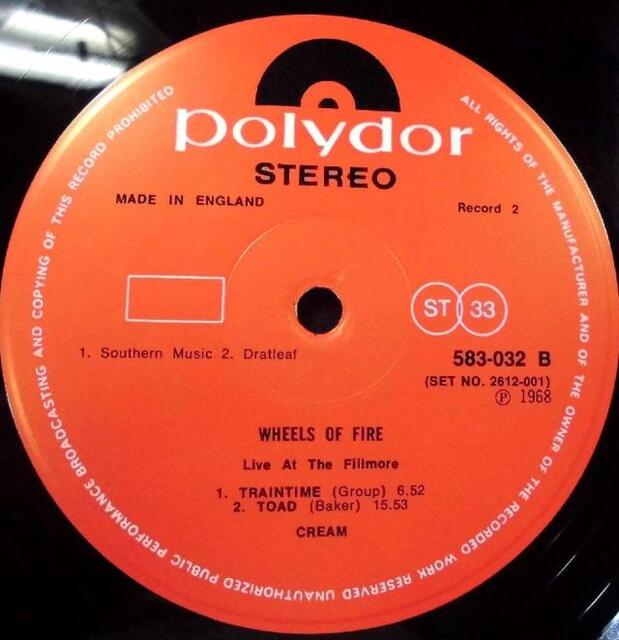 polydor
STEREO
MADE IN ENGLAND
Record 2
ST 33
1. Southern Music 2. Dratleaf
583-032 B
(SET NO. 2612-001)
Ⓟ 1968
WHEELS OF FIRE
Live At The Fillmore
1. TRAINTIME (Group) 6.52
2. TOAD (Baker) 15.53
CREAM
ALL RIGHTS OF THE MANUFACTURER AND OF THE OWNER OF THE RECORDED WORK RESERVED UNAUTHORIZED PUBLIC PERFORMANCE BROADCASTING AND COPYING OF THIS RECORD PROHIBITED